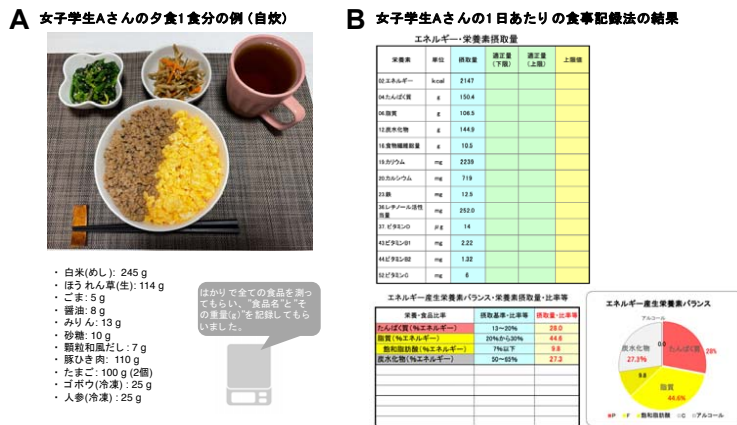 A 女子学生Aさんの夕食1食分の例（自炊）
・ 白米(めし): 245 g
・ ほうれん草(生): 114 g
・ ごま: 5 g
・ 醤油: 8 g
・ みりん: 13 g
・ 砂糖: 10 g
・ 顆粒和風だし: 7 g
・ 豚ひき肉: 110 g
・ たまご: 100 g (2個)
・ ゴボウ(冷凍) : 25 g
・ 人参(冷凍) : 25 g
はかりで全ての食品を測っ
てもらい、"食品名"と"そ
の重量(g)"を記録してもら
いました。
B 女子学生Aさんの1日あたりの食事記録法の結果
エネルギー・栄養素摂取量
栄養素 単位 摂取量 適正量(下限) 適正量(上限) 上限値
02.エネルギー kcal 2147
04.たんぱく質 g 150.4
06.脂質 g 106.5
12.炭水化物 g 144.9
18.食物繊維総量 g 10.5
19.カリウム mg 2239
20.カルシウム mg 719
23.鉄 mg 12.5
36.レチノール活性当量 mg 252.0
37.ビタミンD μg 14
43.ビタミンB1 mg 2.22
44.ビタミンB2 mg 1.32
52.ビタミンC mg 6
エネルギー産生栄養素バランス・栄養素摂取量・比率等
栄養・食品比率 摂取基準・比率等 摂取量・比率等
たんぱく質(%エネルギー) 13～20% 28.0
脂質(%エネルギー) 20%から30% 44.6
飽和脂肪酸(%エネルギー) 7%以下 9.8
炭水化物(%エネルギー) 50～65% 27.3
エネルギー産生栄養素バランス
アルコール
0.0
炭水化物
27.3%
たんぱく質
28%
9.8
脂質
44.6%
P F 飽和脂肪酸 C アルコール